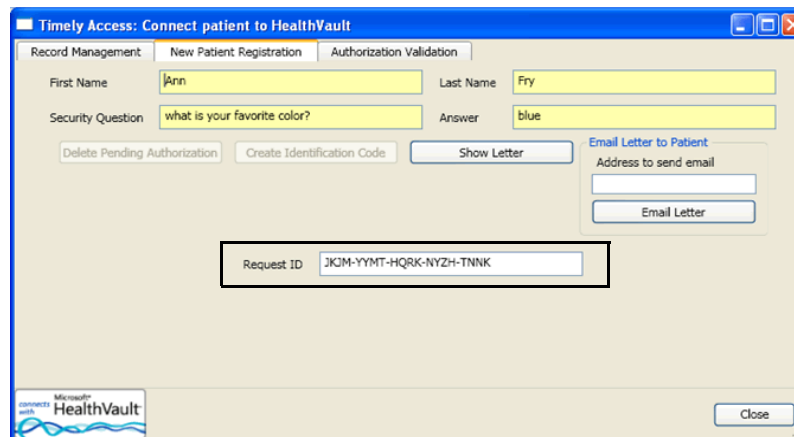 Timely Access: Connect patient to HealthVault
Record Management New Patient Registration Authorization Validation
First Name Ann Last Name Fry
Security Question what is your favorite color? Answer blue
Delete Pending Authorization Create Identification Code Show Letter
Email Letter to Patient
Address to send email
Email Letter
Request ID JKJM-YYMT-HQRK-NYZH-TNNK
connects with Microsoft® HealthVault
Close